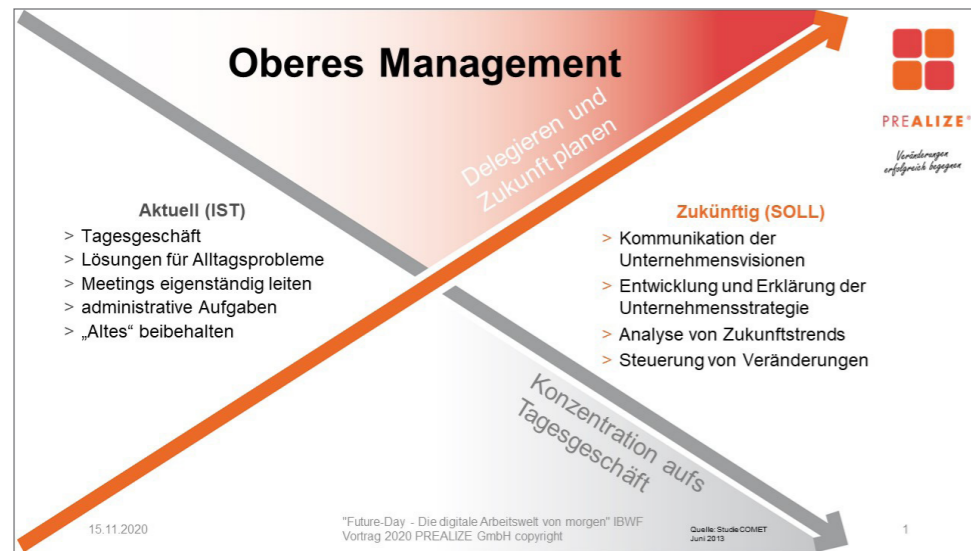 Oberes Management
Delegieren und
Zukunft planen
PREALIZE®
Veränderungen
erfolgreich begegnen
Aktuell (IST)
> Tagesgeschäft
> Lösungen für Alltagsprobleme
> Meetings eigenständig leiten
> administrative Aufgaben
> „Altes“ beibehalten
Zukünftig (SOLL)
> Kommunikation der
Unternehmensvisionen
> Entwicklung und Erklärung der
Unternehmensstrategie
> Analyse von Zukunftstrends
> Steuerung von Veränderungen
Konzentration aufs
Tagesgeschäft
15.11.2020
"Future-Day - Die digitale Arbeitswelt von morgen" IBWF
Vortrag 2020 PREALIZE GmbH copyright
Quelle: Studie COMET
Juni 2013
1